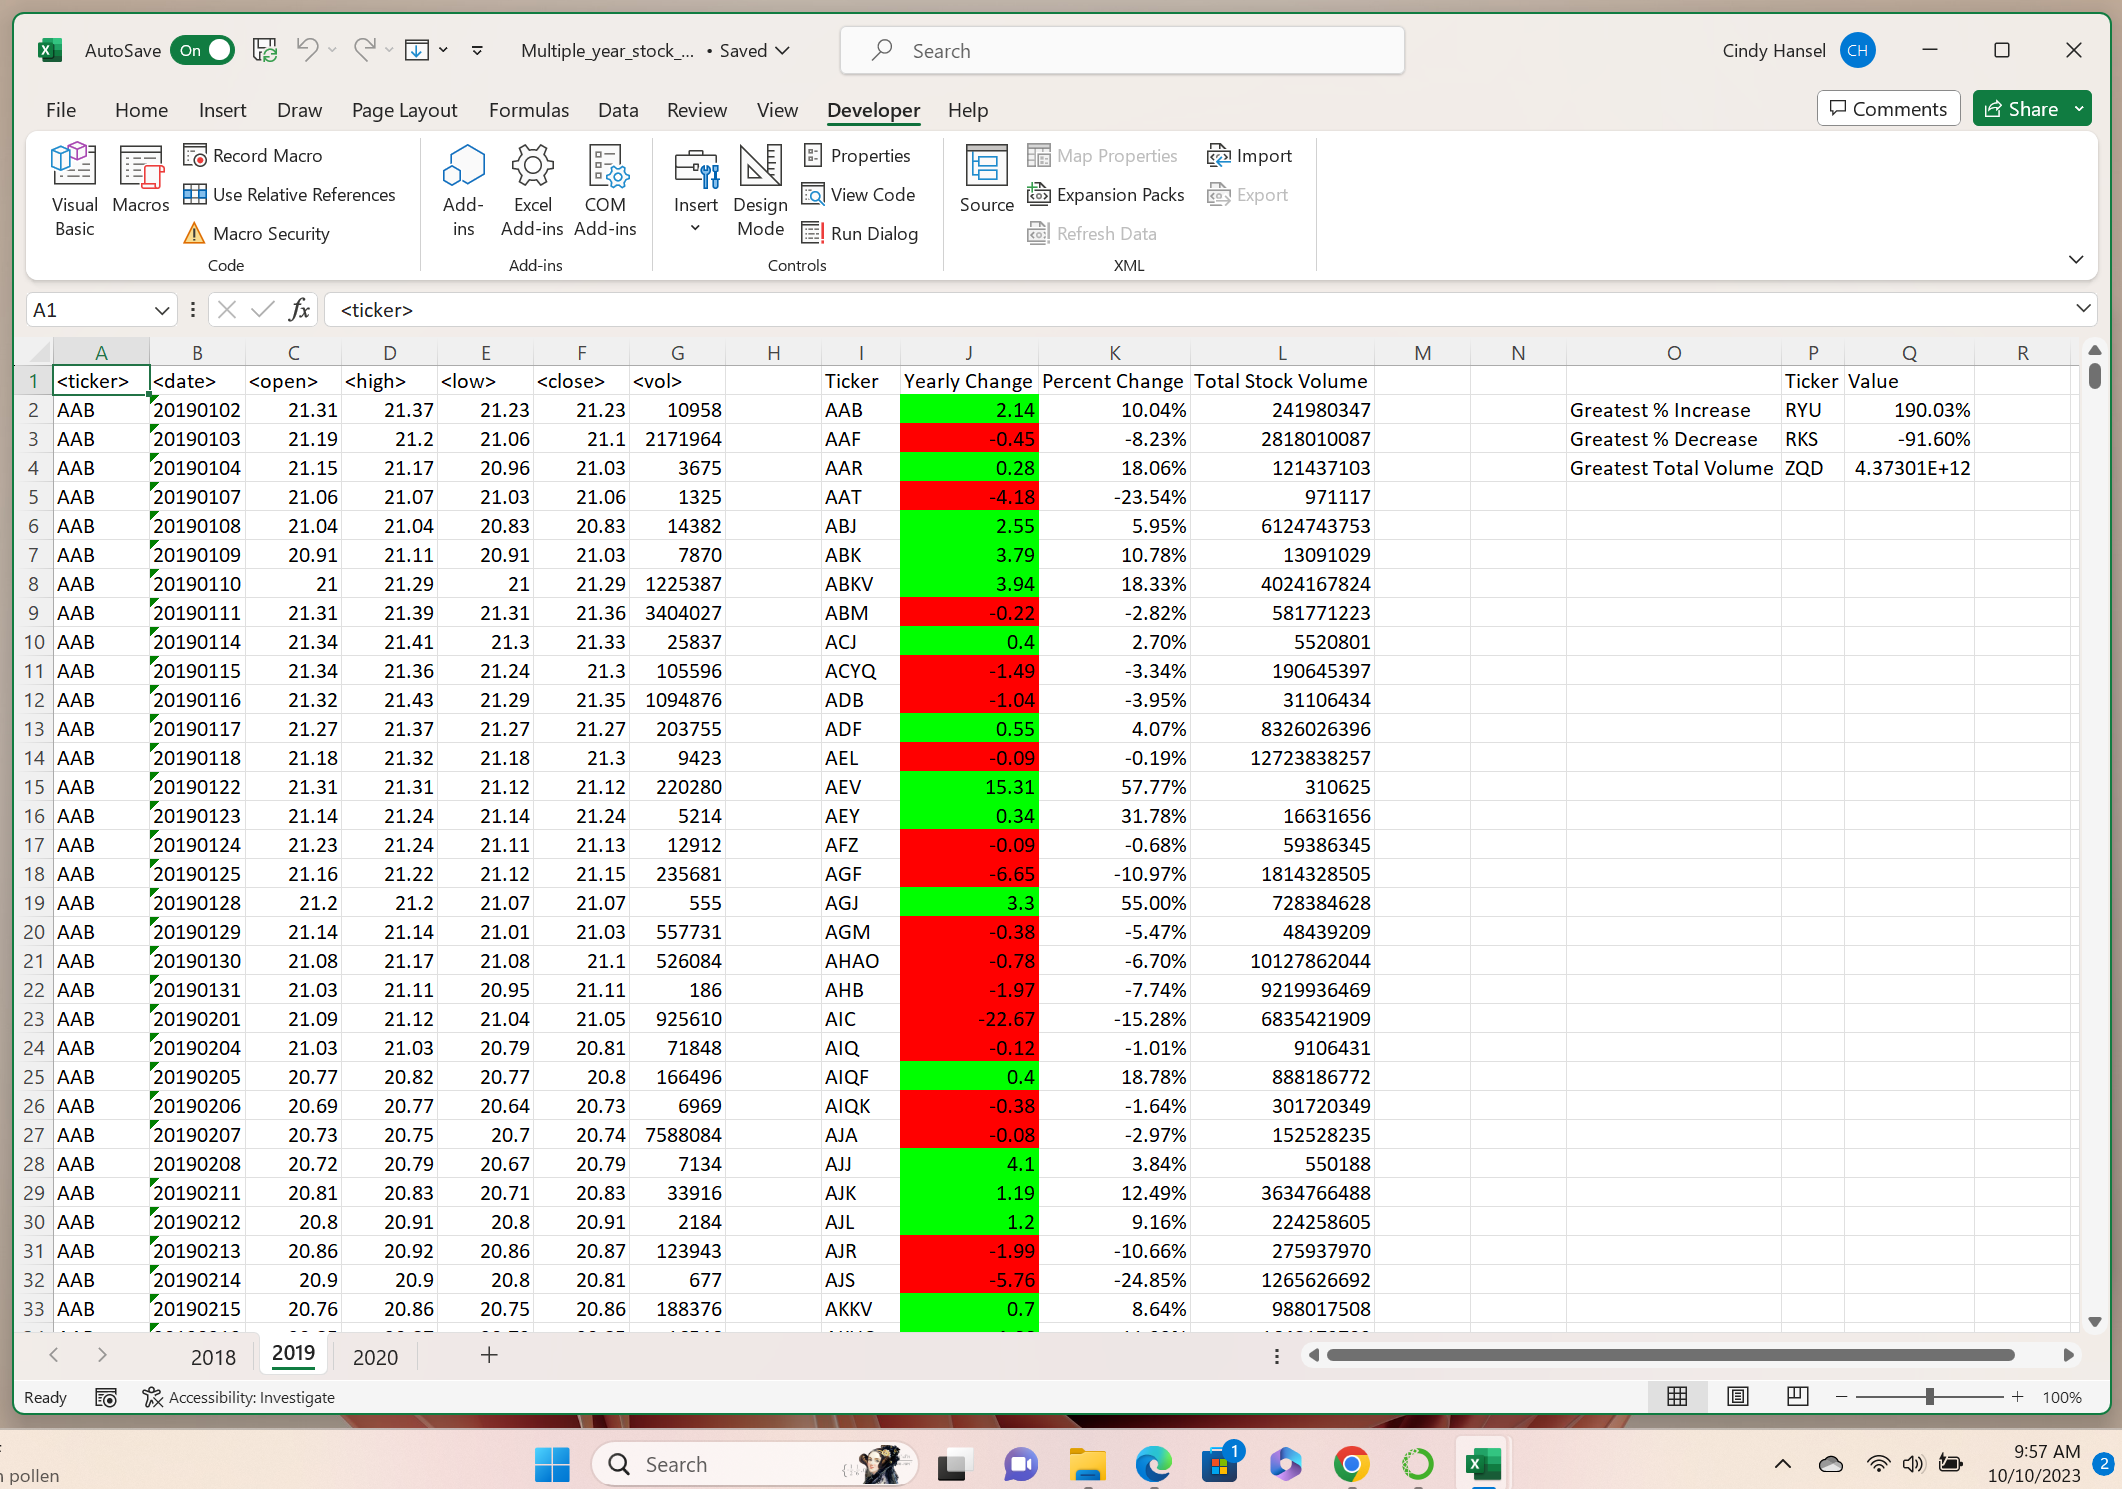 AutoSave On Multiple_year_stock_... • Saved Search Cindy Hansel CH
File Home Insert Draw Page Layout Formulas Data Review View Developer Help Comments Share
Visual Basic Macros Record Macro Use Relative References Macro Security Code
Add-ins Excel Add-ins COM Add-ins Add-ins
Insert Design Mode Properties View Code Run Dialog Controls
Source Map Properties Expansion Packs Refresh Data Import Export XML
A1 fx <ticker>
A B C D E F G H I J K L M N O P Q R
1 <ticker> <date> <open> <high> <low> <close> <vol> Ticker Yearly Change Percent Change Total Stock Volume Ticker Value
2 AAB 20190102 21.31 21.37 21.23 21.23 10958 AAB 2.14 10.04% 241980347 Greatest % Increase RYU 190.03%
3 AAB 20190103 21.19 21.2 21.06 21.1 2171964 AAF -0.45 -8.23% 2818010087 Greatest % Decrease RKS -91.60%
4 AAB 20190104 21.15 21.17 20.96 21.03 3675 AAR 0.28 18.06% 121437103 Greatest Total Volume ZQD 4.37301E+12
5 AAB 20190107 21.06 21.07 21.03 21.06 1325 AAT -4.18 -23.54% 971117
6 AAB 20190108 21.04 21.04 20.83 20.83 14382 ABJ 2.55 5.95% 6124743753
7 AAB 20190109 20.91 21.11 20.91 21.03 7870 ABK 3.79 10.78% 13091029
8 AAB 20190110 21 21.29 21 21.29 1225387 ABKV 3.94 18.33% 4024167824
9 AAB 20190111 21.31 21.39 21.31 21.36 3404027 ABM -0.22 -2.82% 581771223
10 AAB 20190114 21.34 21.41 21.3 21.33 25837 ACJ 0.4 2.70% 5520801
11 AAB 20190115 21.34 21.36 21.24 21.3 105596 ACYQ -1.49 -3.34% 190645397
12 AAB 20190116 21.32 21.43 21.29 21.35 1094876 ADB -1.04 -3.95% 31106434
13 AAB 20190117 21.27 21.37 21.27 21.27 203755 ADF 0.55 4.07% 8326026396
14 AAB 20190118 21.18 21.32 21.18 21.3 9423 AEL -0.09 -0.19% 12723838257
15 AAB 20190122 21.31 21.31 21.12 21.12 220280 AEV 15.31 57.77% 310625
16 AAB 20190123 21.14 21.24 21.14 21.24 5214 AEY 0.34 31.78% 16631656
17 AAB 20190124 21.23 21.24 21.11 21.13 12912 AFZ -0.09 -0.68% 59386345
18 AAB 20190125 21.16 21.22 21.12 21.15 235681 AGF -6.65 -10.97% 1814328505
19 AAB 20190128 21.2 21.2 21.07 21.07 555 AGJ 3.3 55.00% 728384628
20 AAB 20190129 21.14 21.14 21.01 21.03 557731 AGM -0.38 -5.47% 48439209
21 AAB 20190130 21.08 21.17 21.08 21.1 526084 AHAO -0.78 -6.70% 10127862044
22 AAB 20190131 21.03 21.11 20.95 21.11 186 AHB -1.97 -7.74% 9219936469
23 AAB 20190201 21.09 21.12 21.04 21.05 925610 AIC -22.67 -15.28% 6835421909
24 AAB 20190204 21.03 21.03 20.79 20.81 71848 AIQ -0.12 -1.01% 9106431
25 AAB 20190205 20.77 20.82 20.77 20.8 166496 AIQF 0.4 18.78% 888186772
26 AAB 20190206 20.69 20.77 20.64 20.73 6969 AIQK -0.38 -1.64% 301720349
27 AAB 20190207 20.73 20.75 20.7 20.74 7588084 AJA -0.08 -2.97% 152528235
28 AAB 20190208 20.72 20.79 20.67 20.79 7134 AJJ 4.1 3.84% 550188
29 AAB 20190211 20.81 20.83 20.71 20.83 33916 AJK 1.19 12.49% 3634766488
30 AAB 20190212 20.8 20.91 20.8 20.91 2184 AJL 1.2 9.16% 224258605
31 AAB 20190213 20.86 20.92 20.86 20.87 123943 AJR -1.99 -10.66% 275937970
32 AAB 20190214 20.9 20.9 20.8 20.81 677 AJS -5.76 -24.85% 1265626692
33 AAB 20190215 20.76 20.86 20.75 20.86 188376 AKKV 0.7 8.64% 988017508
2018 2019 2020
Ready Accessibility: Investigate 100%
pollen Search 1 9:57 AM
10/10/2023 2